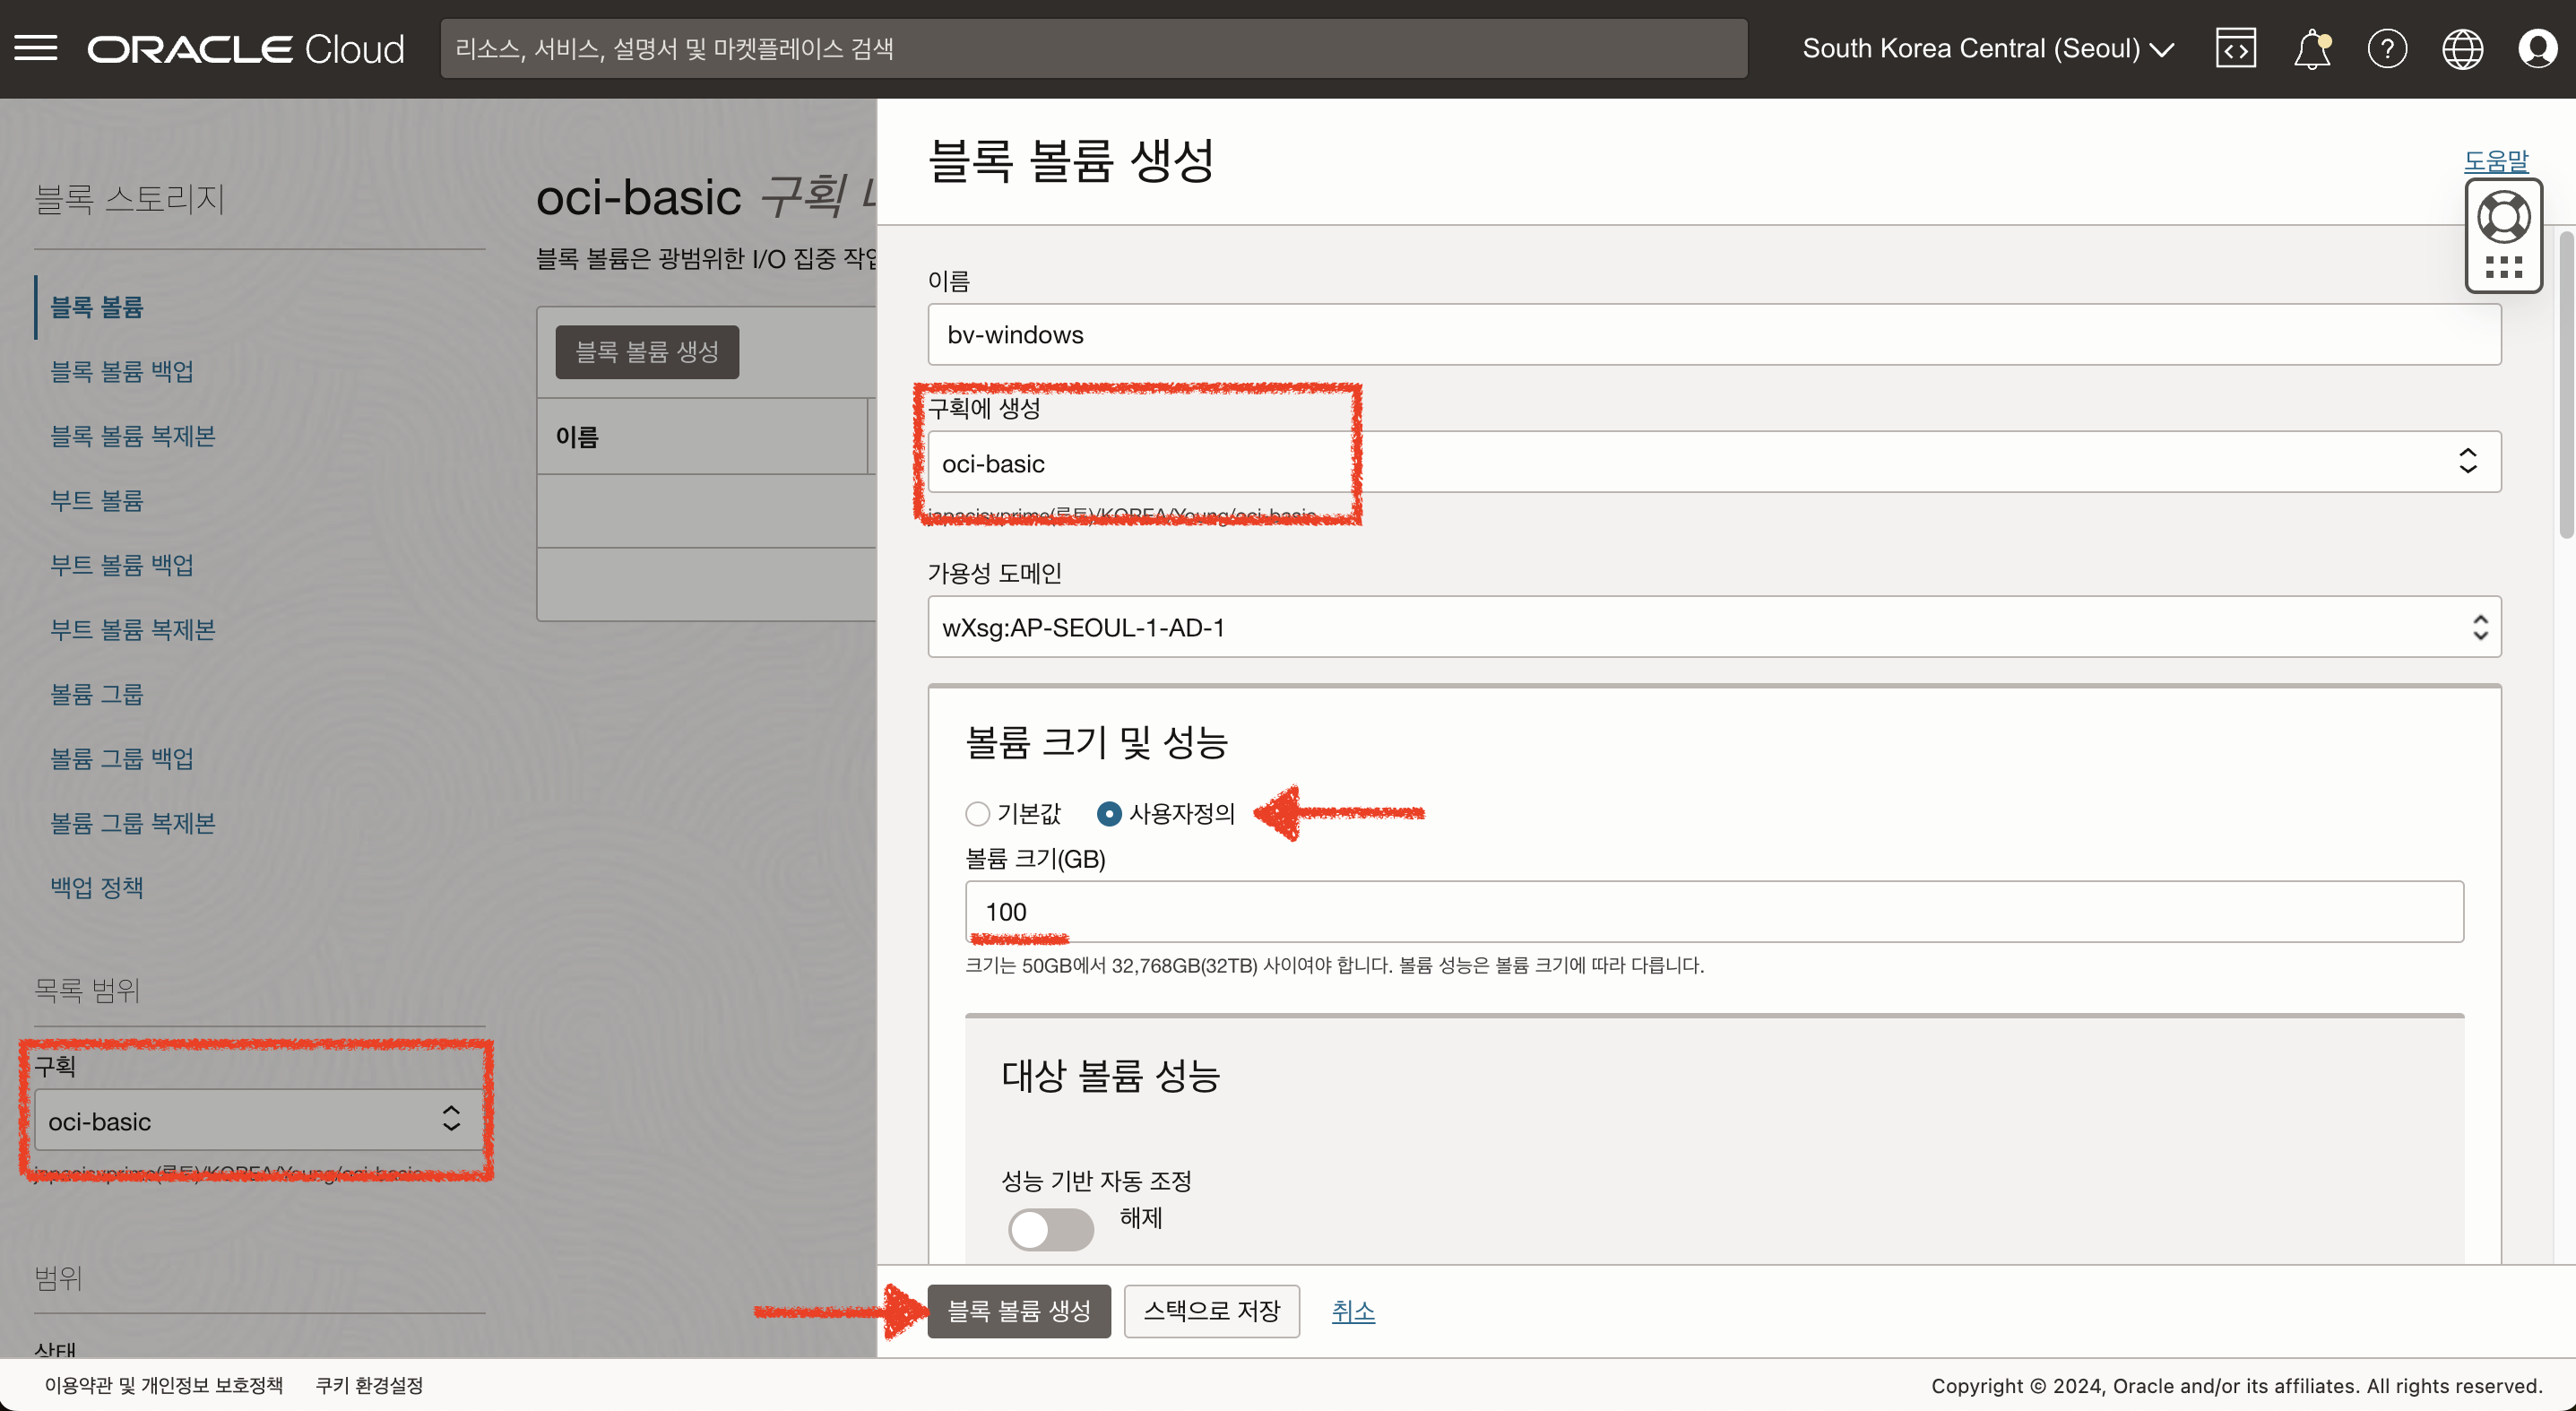 ORACLE Cloud
리소스, 서비스, 설명서 및 마켓플레이스 검색
South Korea Central (Seoul)
블록 스토리지
블록 볼륨
블록 볼륨 백업
블록 볼륨 복제본
부트 볼륨
부트 볼륨 백업
부트 볼륨 복제본
볼륨 그룹
볼륨 그룹 백업
볼륨 그룹 복제본
백업 정책
목록 범위
구획
oci-basic
(루트)/KOREA/Young/oci-basic
범위
상태
oci-basic 구획
블록 볼륨은 광범위한 I/O 집중 작업
블록 볼륨 생성
이름
블록 볼륨 생성
도움말
이름
bv-windows
구획에 생성
oci-basic
(루트)/KOREA/Young/oci-basic
가용성 도메인
wXsg:AP-SEOUL-1-AD-1
볼륨 크기 및 성능
기본값 사용자정의
볼륨 크기(GB)
100
크기는 50GB에서 32,768GB(32TB) 사이여야 합니다. 볼륨 성능은 볼륨 크기에 따라 다릅니다.
대상 볼륨 성능
성능 기반 자동 조정
해제
블록 볼륨 생성 스택으로 저장 취소
이용약관 및 개인정보 보호정책 쿠키 환경설정
Copyright © 2024, Oracle and/or its affiliates. All rights reserved.